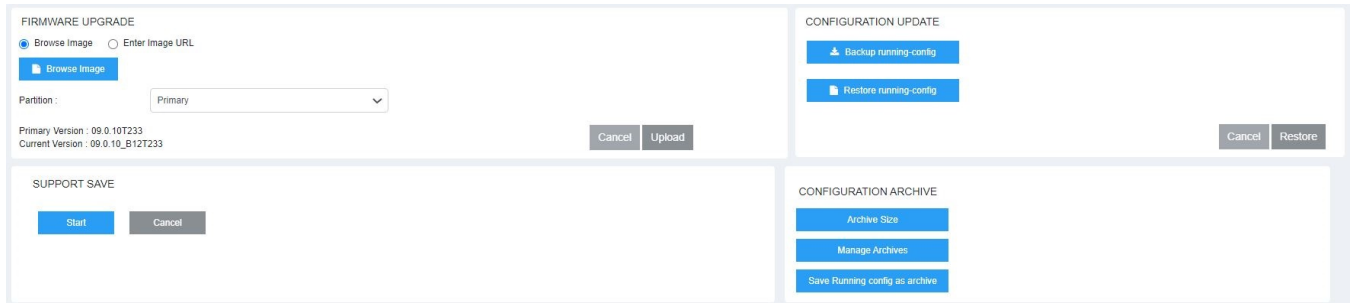 FIRMWARE UPGRADE
Browse Image Enter Image URL
Browse Image
Partition : Primary
Primary Version : 09.0.10T233
Current Version : 09.0.10_B12T233
Cancel Upload
CONFIGURATION UPDATE
Backup running-config
Restore running-config
Cancel Restore
SUPPORT SAVE
Start Cancel
CONFIGURATION ARCHIVE
Archive Size
Manage Archives
Save Running config as archive